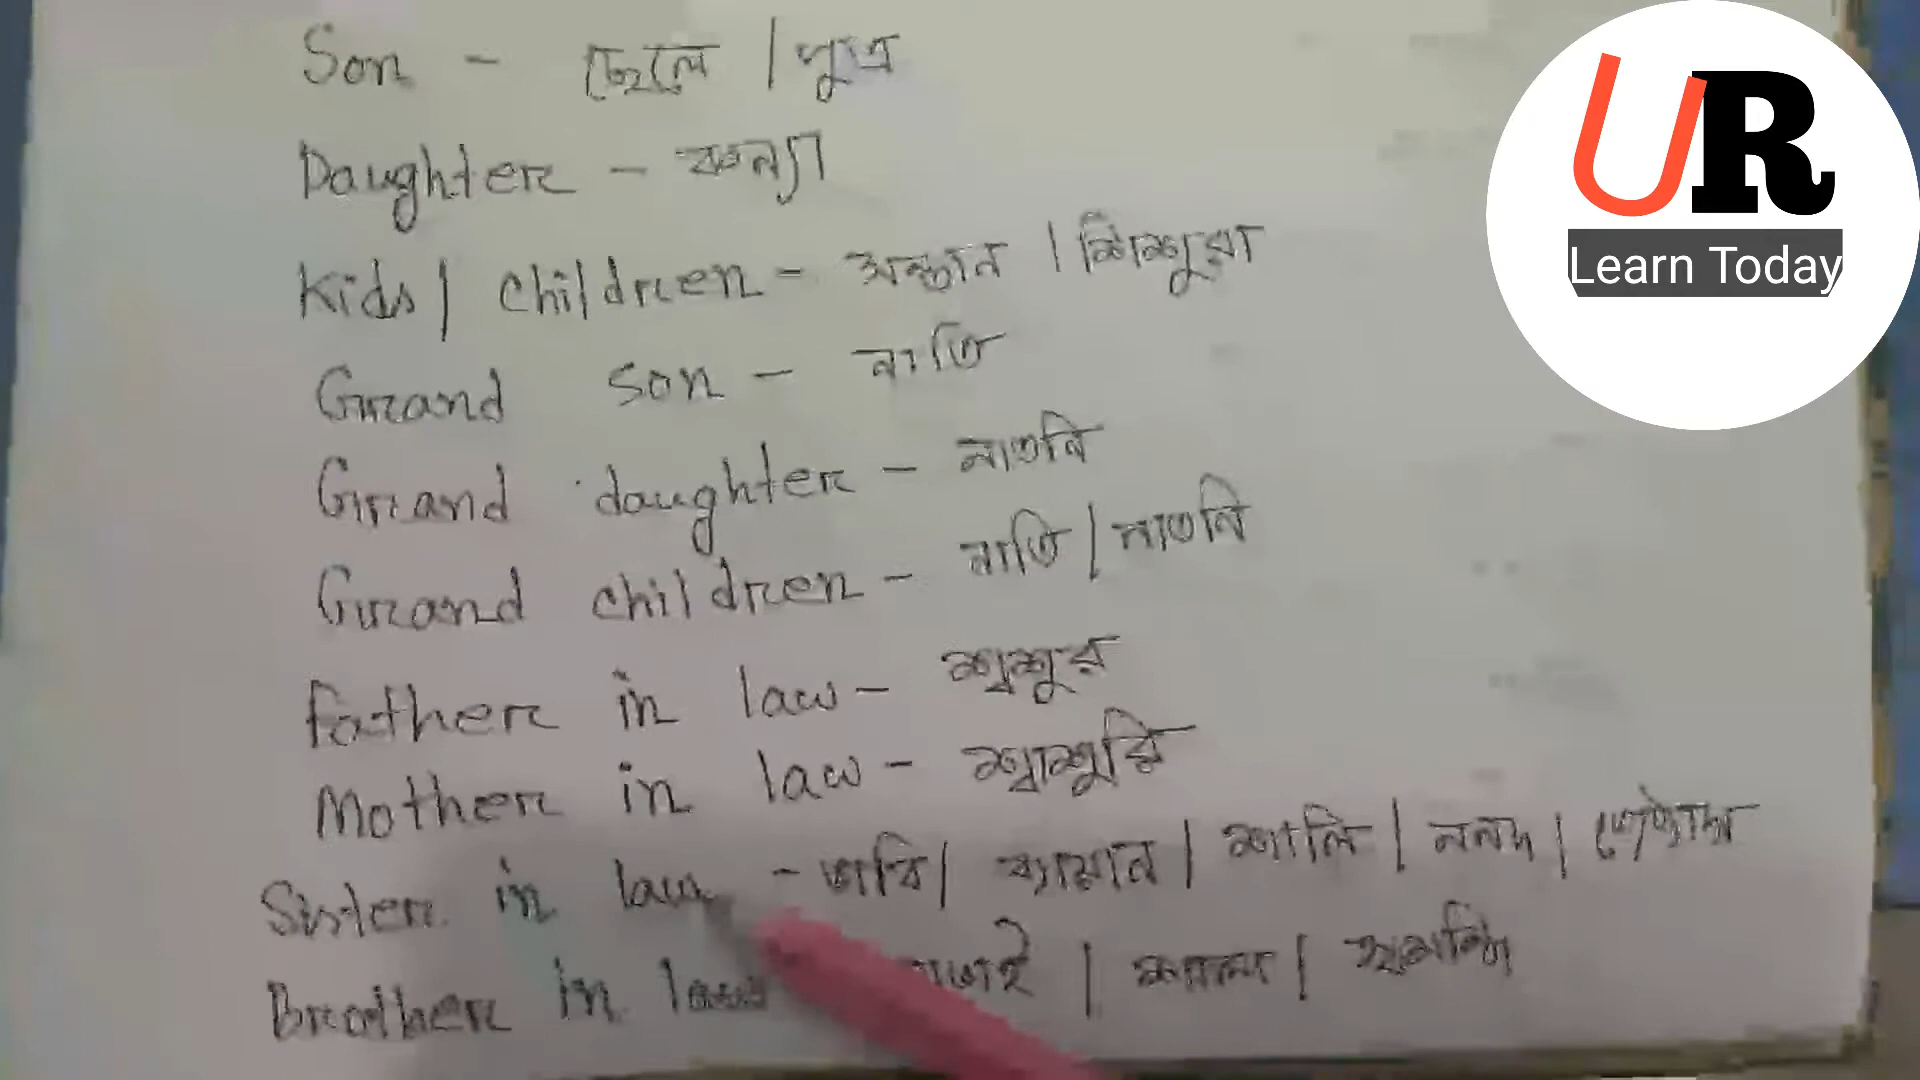 Son - ছেলে / পুত্র
Daughter - কন্যা
Kids / children - সন্তান / শিশুরা
Grand son - নাতি
Grand daughter - নাতনি
Grand children - নাতি / নাতনি
Father in law - শ্বশুর
Mother in law - শ্বাশুরি
Sister in law - ভাবি / / শালি / ননদ /
Brother in law / /
UR
Learn Today